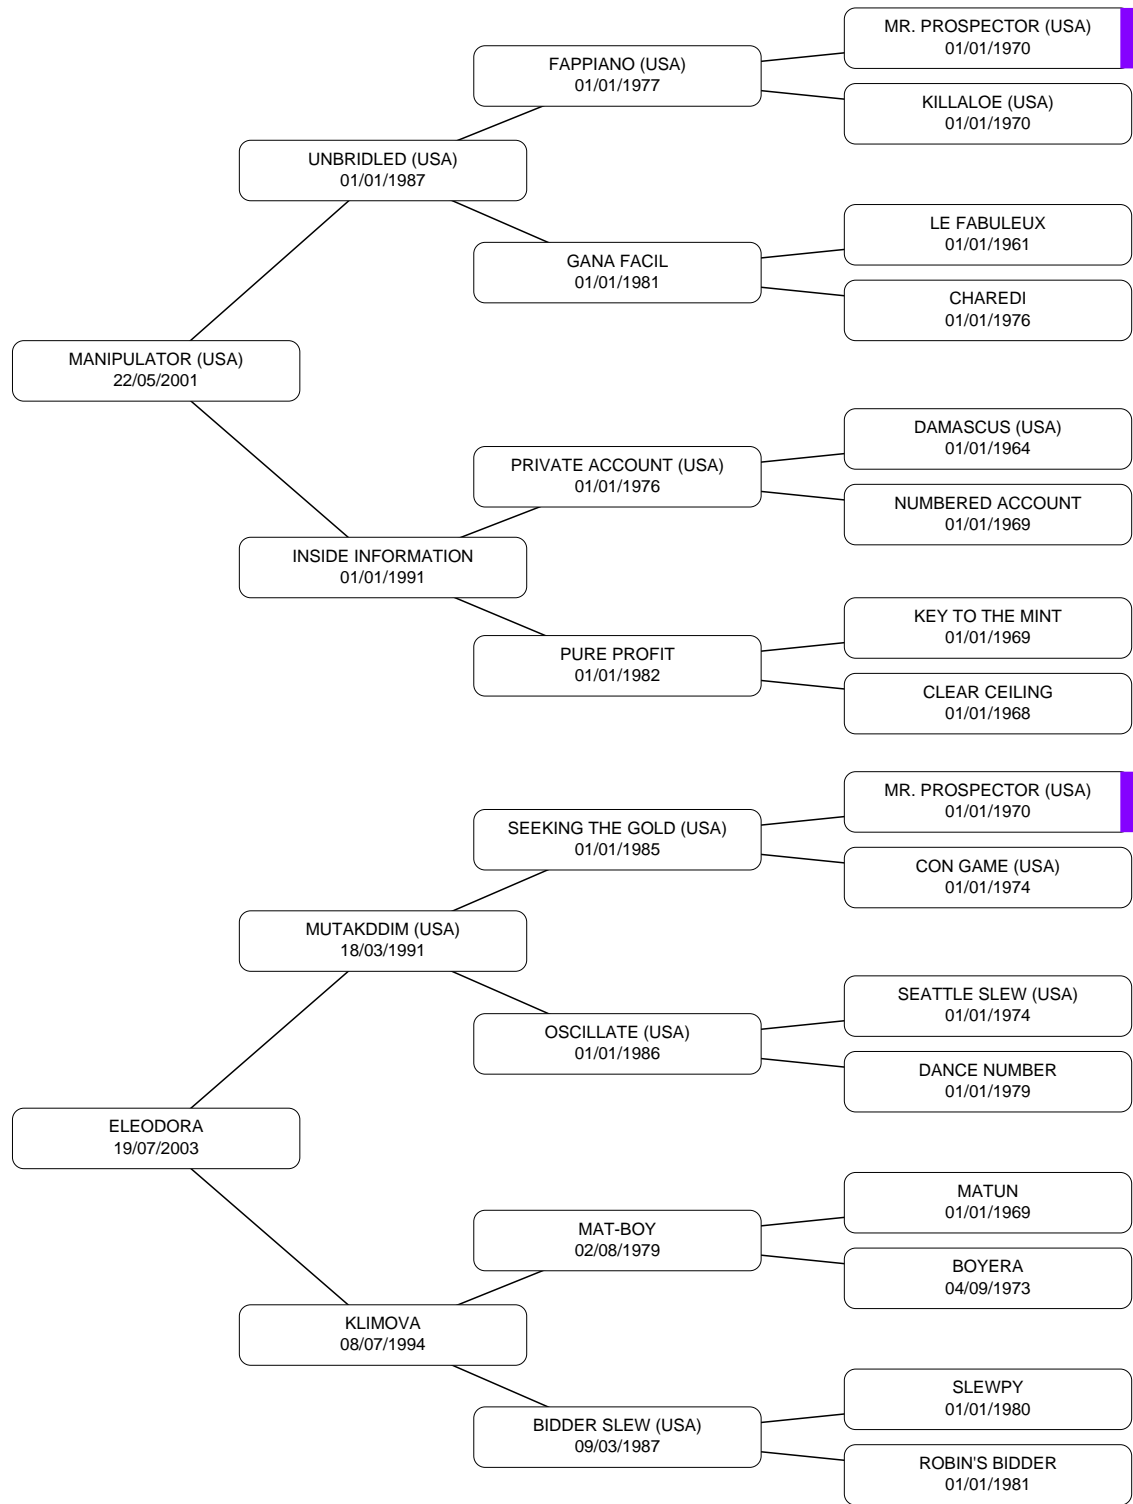 MR. PROSPECTOR (USA)
01/01/1970
FAPPIANO (USA)
01/01/1977
KILLALOE (USA)
01/01/1970
UNBRIDLED (USA)
01/01/1987
LE FABULEUX
01/01/1961
GANA FACIL
01/01/1981
CHAREDI
01/01/1976
MANIPULATOR (USA)
22/05/2001
DAMASCUS (USA)
01/01/1964
PRIVATE ACCOUNT (USA)
01/01/1976
NUMBERED ACCOUNT
01/01/1969
INSIDE INFORMATION
01/01/1991
KEY TO THE MINT
01/01/1969
PURE PROFIT
01/01/1982
CLEAR CEILING
01/01/1968
MR. PROSPECTOR (USA)
01/01/1970
SEEKING THE GOLD (USA)
01/01/1985
CON GAME (USA)
01/01/1974
MUTAKDDIM (USA)
18/03/1991
SEATTLE SLEW (USA)
01/01/1974
OSCILLATE (USA)
01/01/1986
DANCE NUMBER
01/01/1979
ELEODORA
19/07/2003
MATUN
01/01/1969
MAT-BOY
02/08/1979
BOYERA
04/09/1973
KLIMOVA
08/07/1994
SLEWPY
01/01/1980
BIDDER SLEW (USA)
09/03/1987
ROBIN'S BIDDER
01/01/1981